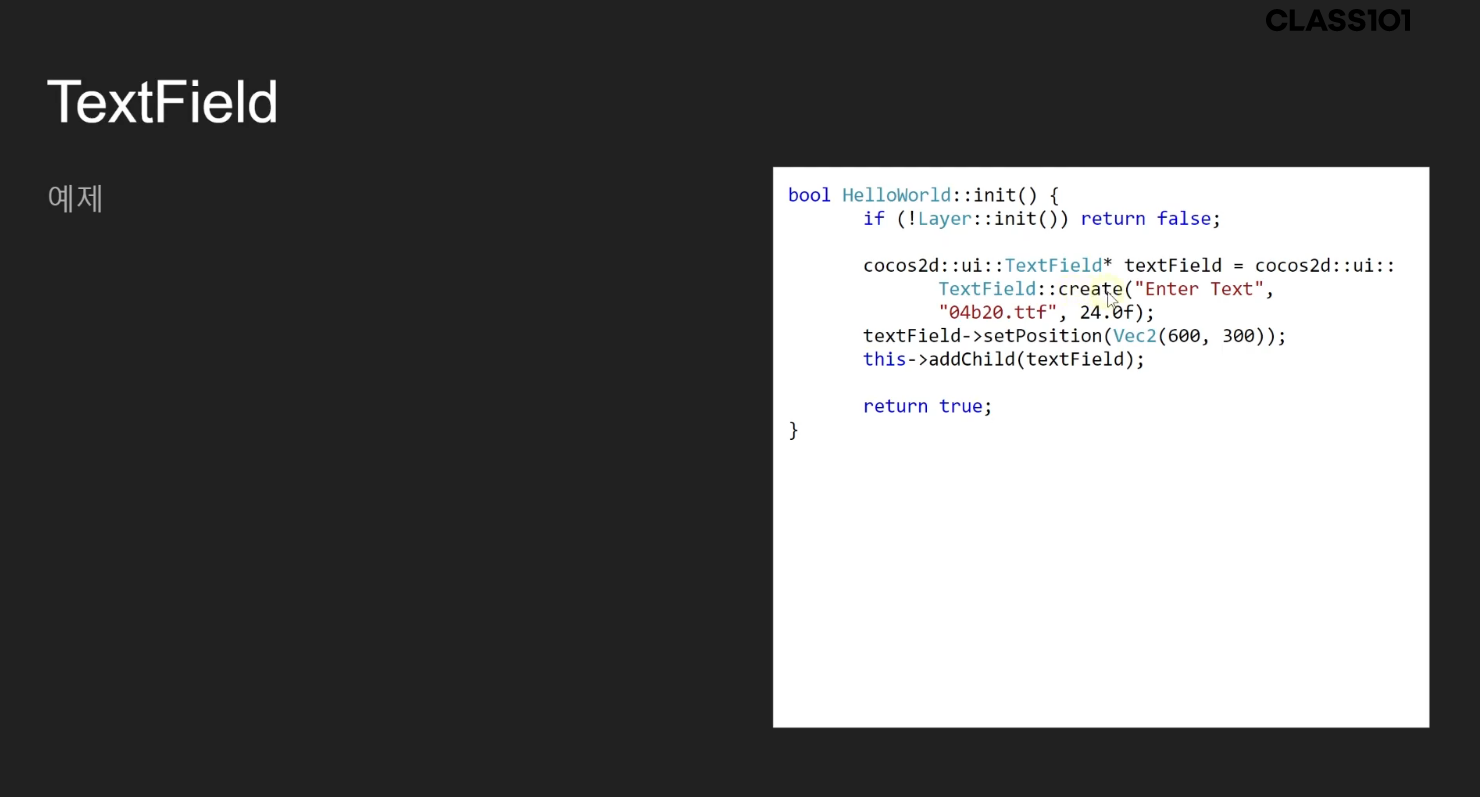 CLASS101
TextField
예제
bool HelloWorld::init() {
if (!Layer::init()) return false;
cocos2d::ui::TextField* textField = cocos2d::ui::
TextField::create("Enter Text",
"04b20.ttf", 24.0f);
textField->setPosition(Vec2(600, 300));
this->addChild(textField);
return true;
}